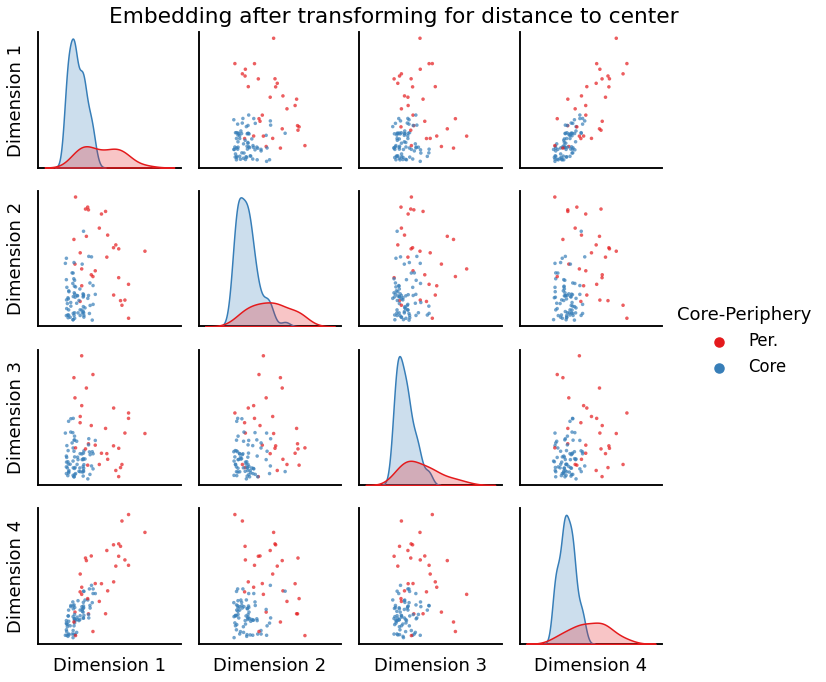 Embedding after transforming for distance to center
Dimension 1
Dimension 2
Dimension 3
Dimension 4
Dimension 1
Dimension 2
Dimension 3
Dimension 4
Core-Periphery
Per.
Core